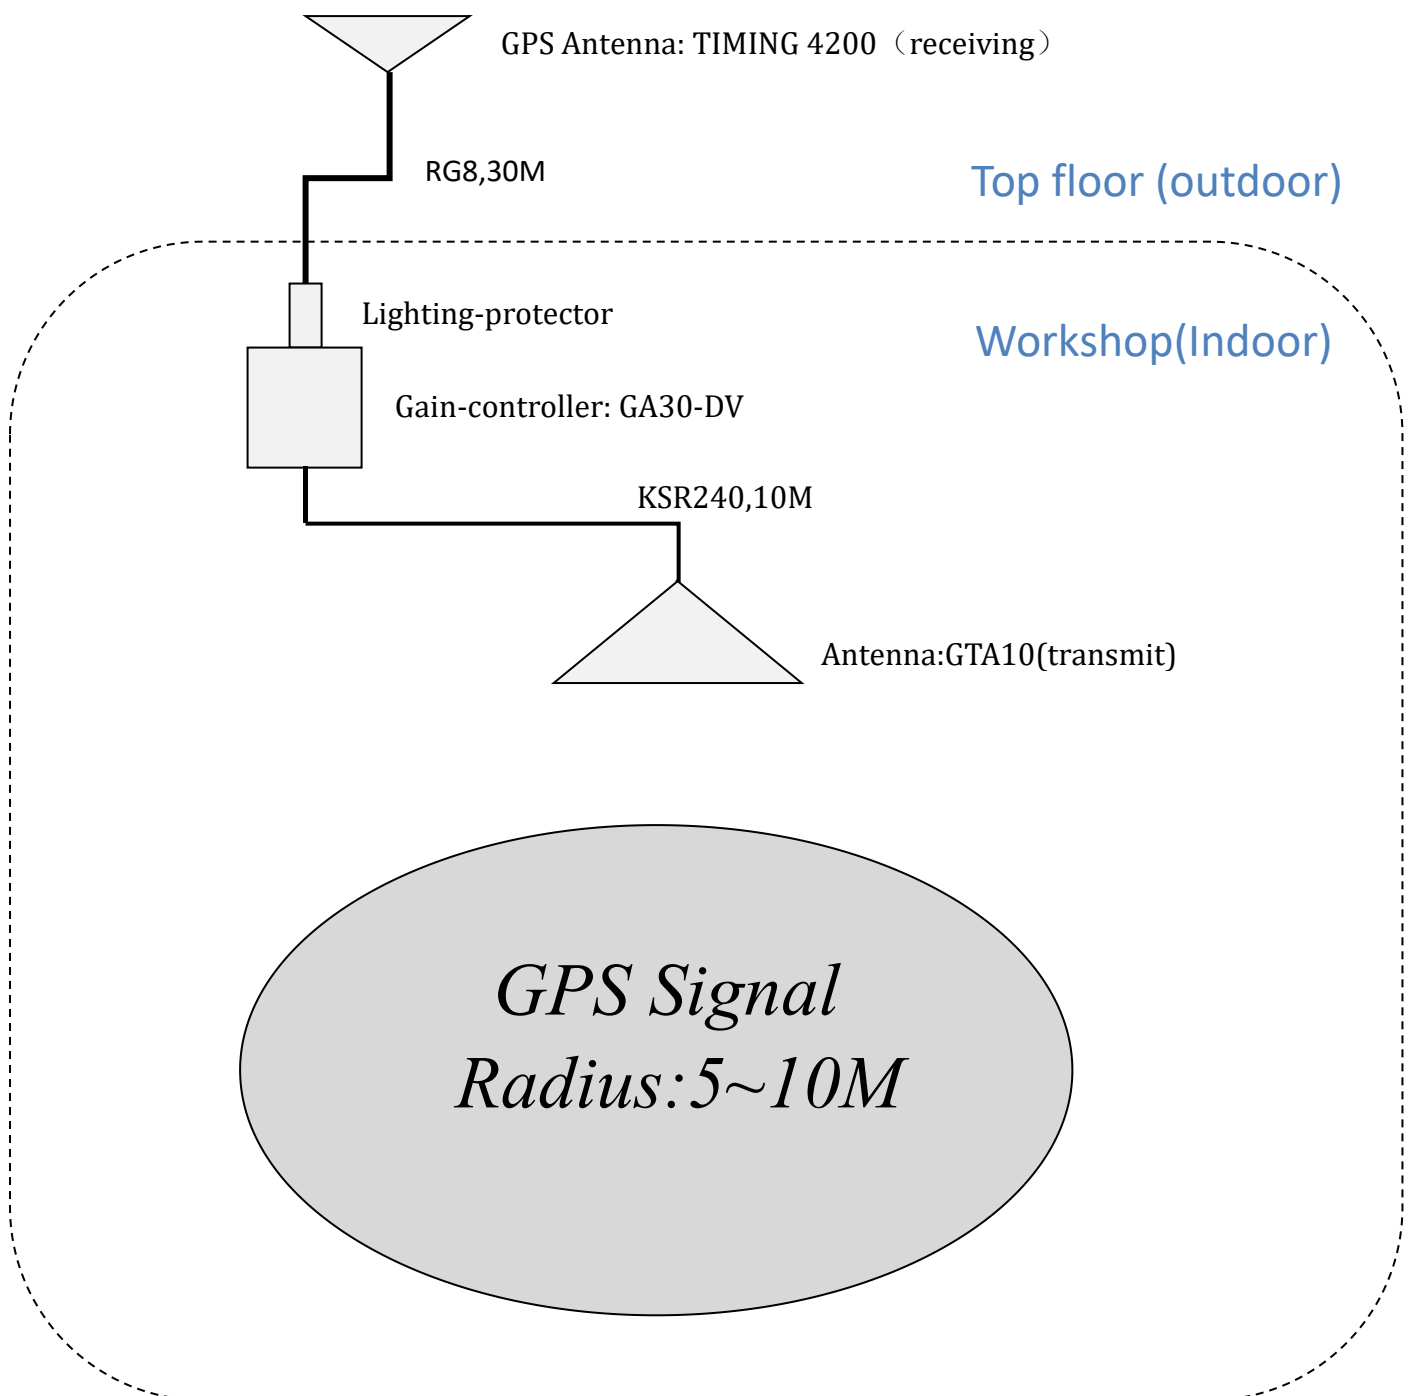 GPS Antenna: TIMING 4200（receiving）
RG8,30M
Top floor (outdoor)
Lighting-protector
Workshop(Indoor)
Gain-controller: GA30-DV
KSR240,10M
Antenna:GTA10(transmit)
GPS Signal
Radius:5~10M